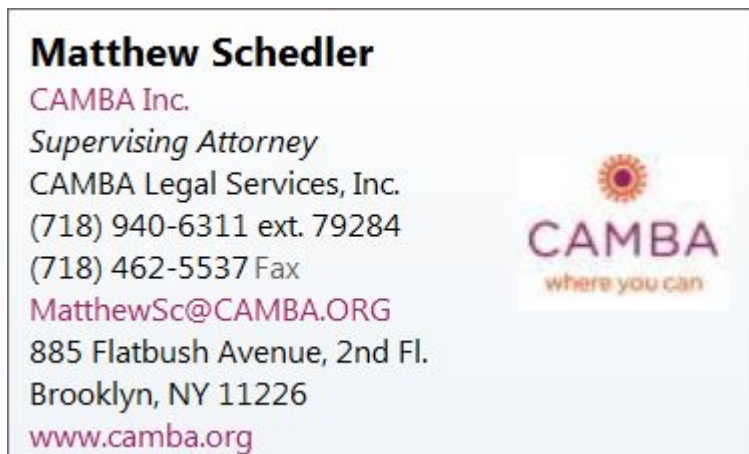 Matthew Schedler
CAMBA Inc.
Supervising Attorney
CAMBA Legal Services, Inc.
(718) 940-6311 ext. 79284
(718) 462-5537 Fax
MatthewSc@CAMBA.ORG
885 Flatbush Avenue, 2nd Fl.
Brooklyn, NY 11226
www.camba.org
CAMBA
where you can